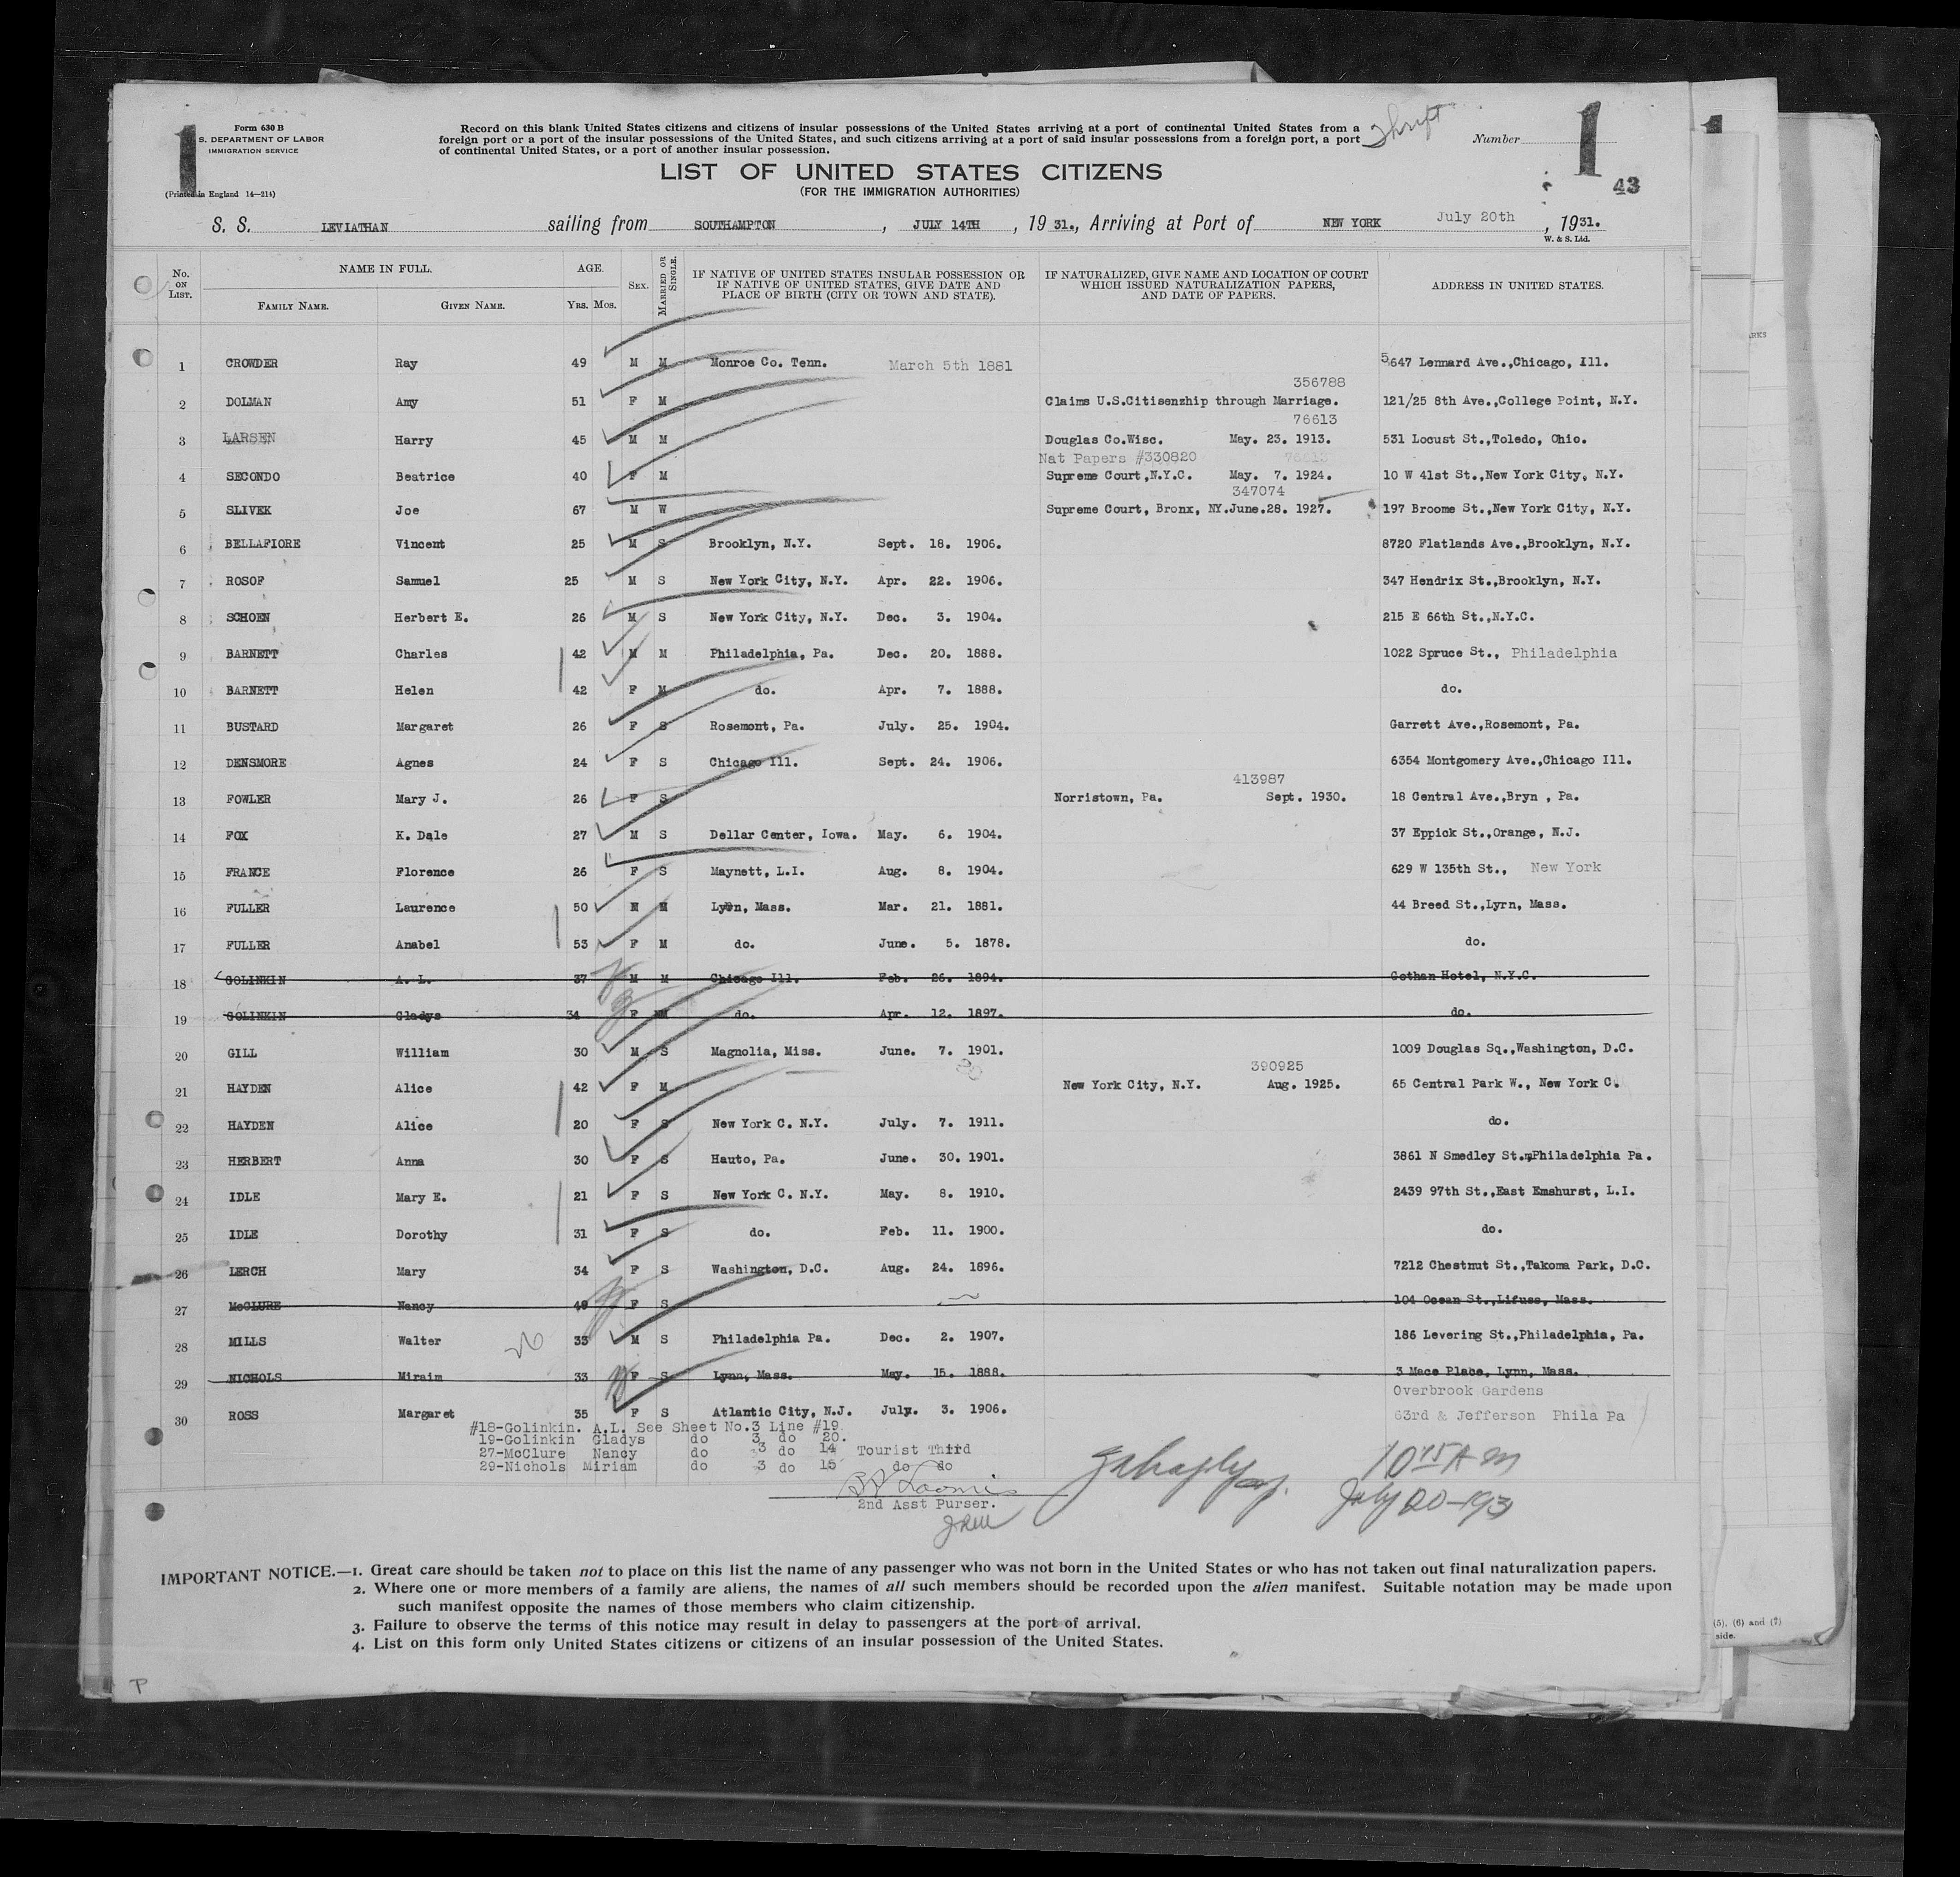 1 1
Form 630 B
S. DEPARTMENT OF LABOR
IMMIGRATION SERVICE
(Printed in England 14—214)
Record on this blank United States citizens and citizens of insular possessions of the United States arriving at a port of continental United States from a
foreign port or a port of the insular possessions of the United States, and such citizens arriving at a port of said insular possessions from a foreign port, a port
of continental United States, or a port of another insular possession.
Number
43
LIST OF UNITED STATES CITIZENS
(FOR THE IMMIGRATION AUTHORITIES)
S. S. LEVIATHAN sailing from SOUTHAMPTON, JULY 14TH, 19 31., Arriving at Port of NEW YORK July 20th, 1931.
W. & S. Ltd.
No. ON LIST. NAME IN FULL. FAMILY NAME. GIVEN NAME. AGE. YRS. MOS. SEX. MARRIED OR SINGLE. IF NATIVE OF UNITED STATES INSULAR POSSESSION OR IF NATIVE OF UNITED STATES, GIVE DATE AND PLACE OF BIRTH (CITY OR TOWN AND STATE). IF NATURALIZED, GIVE NAME AND LOCATION OF COURT WHICH ISSUED NATURALIZATION PAPERS, AND DATE OF PAPERS. ADDRESS IN UNITED STATES.
1 CROWDER Ray 49 M M Monroe Co. Tenn. March 5th 1881 5647 Lennard Ave.,Chicago, Ill.
356788
2 DOLMAN Amy 51 F M Claims U.S.Citisenzhip through Marriage. 121/25 8th Ave.,College Point, N.Y.
76613
3 LARSEN Harry 45 M M Douglas Co.Wisc. May. 23. 1913. 531 Locust St.,Toledo, Ohio.
Nat Papers #330820 76613
4 SECONDO Beatrice 40 F M Supreme Court,N.Y.C. May. 7. 1924. 10 W 41st St.,New York City, N.Y.
347074
5 SLIVEK Joe 67 M W Supreme Court, Bronx, NY.June.28. 1927. 197 Broome St.,New York City, N.Y.
6 BELLAFIORE Vincent 25 M S Brooklyn, N.Y. Sept. 18. 1906. 8720 Flatlands Ave.,Brooklyn, N.Y.
7 ROSOF Samuel 25 M S New York City, N.Y. Apr. 22. 1906. 347 Hendrix St.,Brooklyn, N.Y.
8 SCHOEN Herbert E. 26 M S New York City, N.Y. Dec. 3. 1904. 215 E 66th St.,N.Y.C.
9 BARNETT Charles 42 M M Philadelphia, Pa. Dec. 20. 1888. 1022 Spruce St., Philadelphia
10 BARNETT Helen 42 F M do. Apr. 7. 1888. do.
11 BUSTARD Margaret 26 F S Rosemont, Pa. July. 25. 1904. Garrett Ave.,Rosemont, Pa.
12 DENSMORE Agnes 24 F S Chicago Ill. Sept. 24. 1906. 6354 Montgomery Ave.,Chicago Ill.
413987
13 FOWLER Mary J. 26 F S Norristown, Pa. Sept. 1930. 18 Central Ave.,Bryn , Pa.
14 FOX K. Dale 27 M S Dellar Center, Iowa. May. 6. 1904. 37 Eppick St.,Orange, N.J.
15 FRANCE Florence 26 F S Maynett, L.I. Aug. 8. 1904. 629 W 135th St., New York
16 FULLER Laurence 50 M M Lynn, Mass. Mar. 21. 1881. 44 Breed St.,Lyrn, Mass.
17 FULLER Anabel 53 F M do. June. 5. 1878. do.
18 GOLINKIN A. L. 37 M M Chicago Ill. Feb. 26. 1894. Gothan Hotel, N.Y.C.
19 GOLINKIN Gladys 34 F M do. Apr. 12. 1897. do.
20 GILL William 30 M S Magnolia, Miss. June. 7. 1901. 1009 Douglas Sq.,Washington, D.C.
390925
21 HAYDEN Alice 42 F M New York City, N.Y. Aug. 1925. 65 Central Park W., New York C.
22 HAYDEN Alice 20 F S New York C. N.Y. July. 7. 1911. do.
23 HERBERT Anna 30 F S Hauto, Pa. June. 30. 1901. 3861 N Smedley St.,Philadelphia Pa.
24 IDLE Mary E. 21 F S New York C. N.Y. May. 8. 1910. 2439 97th St.,East Emshurst, L.I.
25 IDLE Dorothy 31 F S do. Feb. 11. 1900. do.
26 LERCH Mary 34 F S Washington, D.C. Aug. 24. 1896. 7212 Chestnut St.,Takoma Park, D.C.
27 McCLURE Nancy 49 F S 104 Ocean St.,Lifuss, Mass.
28 MILLS Walter 33 M S Philadelphia Pa. Dec. 2. 1907. 186 Levering St.,Philadelphia, Pa.
29 NICHOLS Miraim 33 F S Lynn, Mass. May. 15. 1888. 3 Mace Place, Lynn, Mass.
Overbrook Gardens
30 ROSS Margaret 35 F S Atlantic City, N.J. July. 3. 1906. 63rd & Jefferson Phila Pa
#18-Golinkin. A.L. See Sheet No.3 Line #19
19-Golinkin Gladys do 3 do 20.
27-McClure Nancy do 3 do 14 Tourist Third
29-Nichols Miriam do 3 do 15 do do
2nd Asst Purser.
10 15 A m
July 20-1931
IMPORTANT NOTICE.—1. Great care should be taken not to place on this list the name of any passenger who was not born in the United States or who has not taken out final naturalization papers.
2. Where one or more members of a family are aliens, the names of all such members should be recorded upon the alien manifest. Suitable notation may be made upon
such manifest opposite the names of those members who claim citizenship.
3. Failure to observe the terms of this notice may result in delay to passengers at the port of arrival.
4. List on this form only United States citizens or citizens of an insular possession of the United States.
(5), (6) and (7)
side.
P